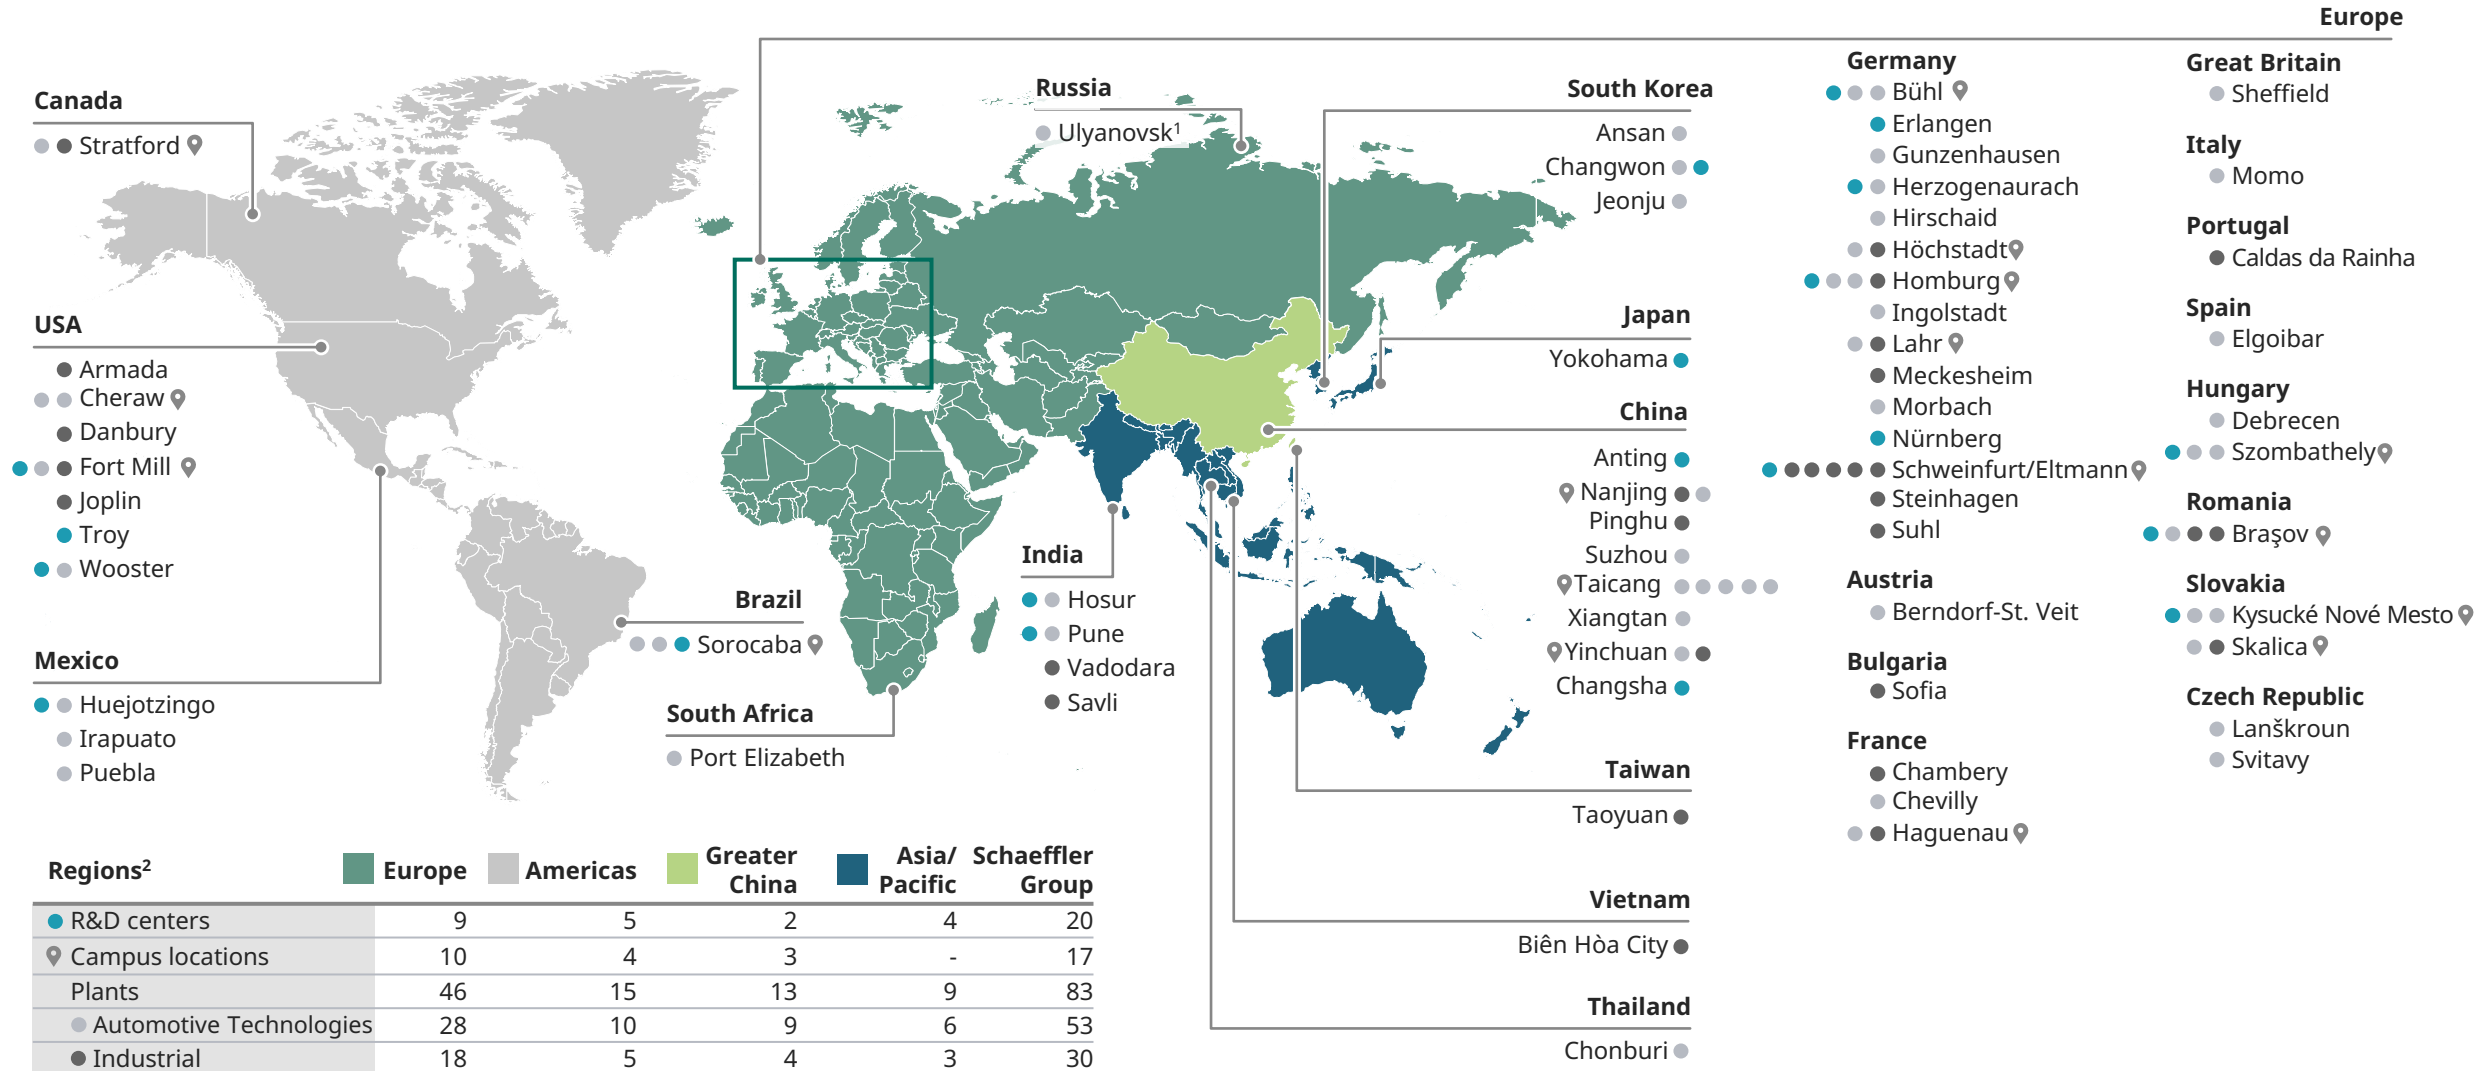 Europe
Canada
Stratford
USA
Armada
Cheraw
Danbury
Fort Mill
Joplin
Troy
Wooster
Mexico
Huejotzingo
Irapuato
Puebla
Brazil
Sorocaba
South Africa
Port Elizabeth
Russia
Ulyanovsk¹
India
Hosur
Pune
Vadodara
Savli
South Korea
Ansan
Changwon
Jeonju
Japan
Yokohama
China
Anting
Nanjing
Pinghu
Suzhou
Taicang
Xiangtan
Yinchuan
Changsha
Taiwan
Taoyuan
Vietnam
Biên Hòa City
Thailand
Chonburi
Germany
Bühl
Erlangen
Gunzenhausen
Herzogenaurach
Hirschaid
Höchstadt
Homburg
Ingolstadt
Lahr
Meckesheim
Morbach
Nürnberg
Schweinfurt/Eltmann
Steinhagen
Suhl
Austria
Berndorf-St. Veit
Bulgaria
Sofia
France
Chambery
Chevilly
Haguenau
Great Britain
Sheffield
Italy
Momo
Portugal
Caldas da Rainha
Spain
Elgoibar
Hungary
Debrecen
Szombathely
Romania
Braşov
Slovakia
Kysucké Nové Mesto
Skalica
Czech Republic
Lanškroun
Svitavy
Regions² Europe Americas Greater China Asia/ Pacific Schaeffler Group
R&D centers 9 5 2 4 20
Campus locations 10 4 3 - 17
Plants 46 15 13 9 83
Automotive Technologies 28 10 9 6 53
Industrial 18 5 4 3 30